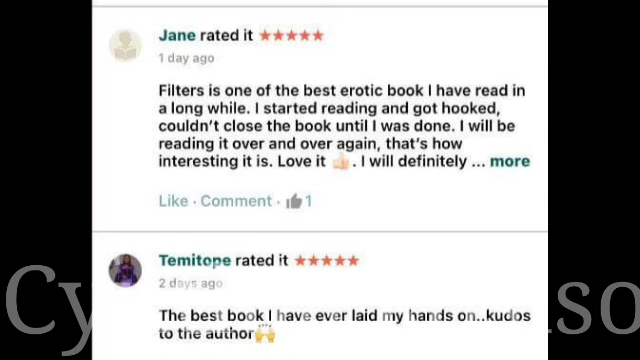 Jane rated it ★★★★★
1 day ago
Filters is one of the best erotic book I have read in
a long while. I started reading and got hooked,
couldn't close the book until I was done. I will be
reading it over and over again, that's how
interesting it is. Love it 👍🏻. I will definitely ... more
Like · Comment · 👍1
Temitope rated it ★★★★★
2 days ago
The best book I have ever laid my hands on..kudos
to the author🙌